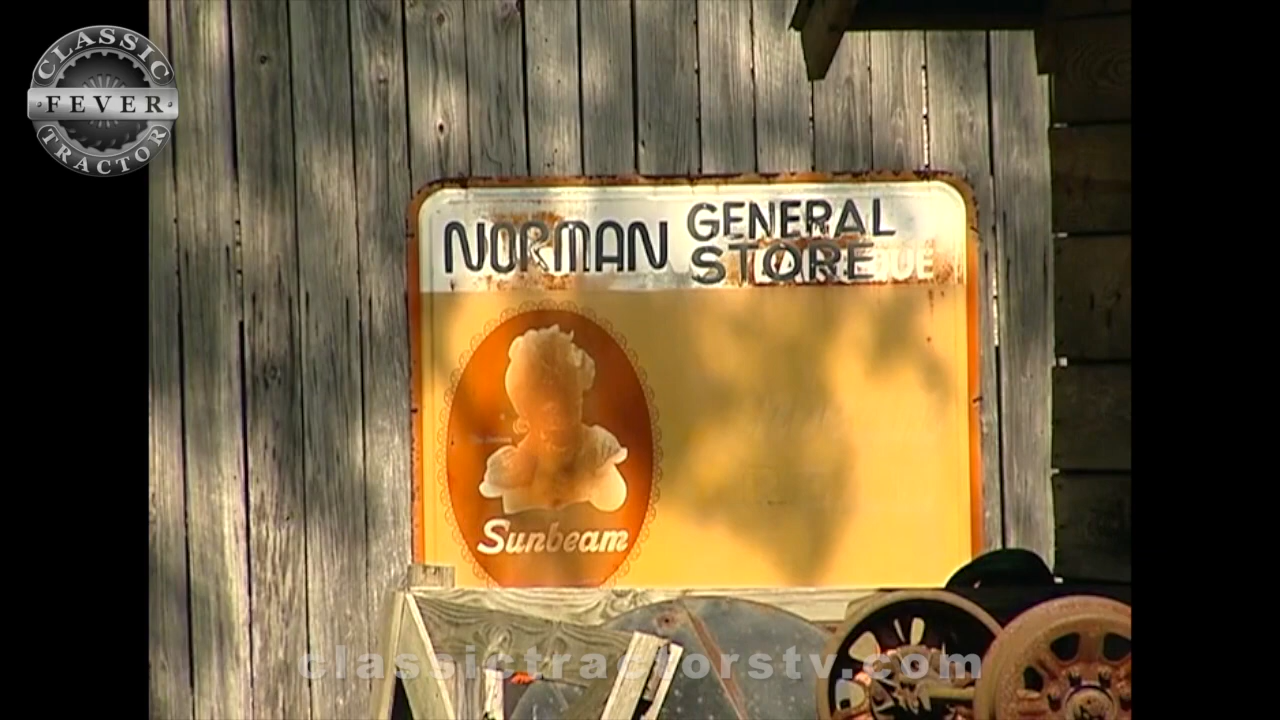 CLASSIC
FEVER
TRACTOR
NORMAN GENERAL
STORE
Sunbeam
classictractorstv.com